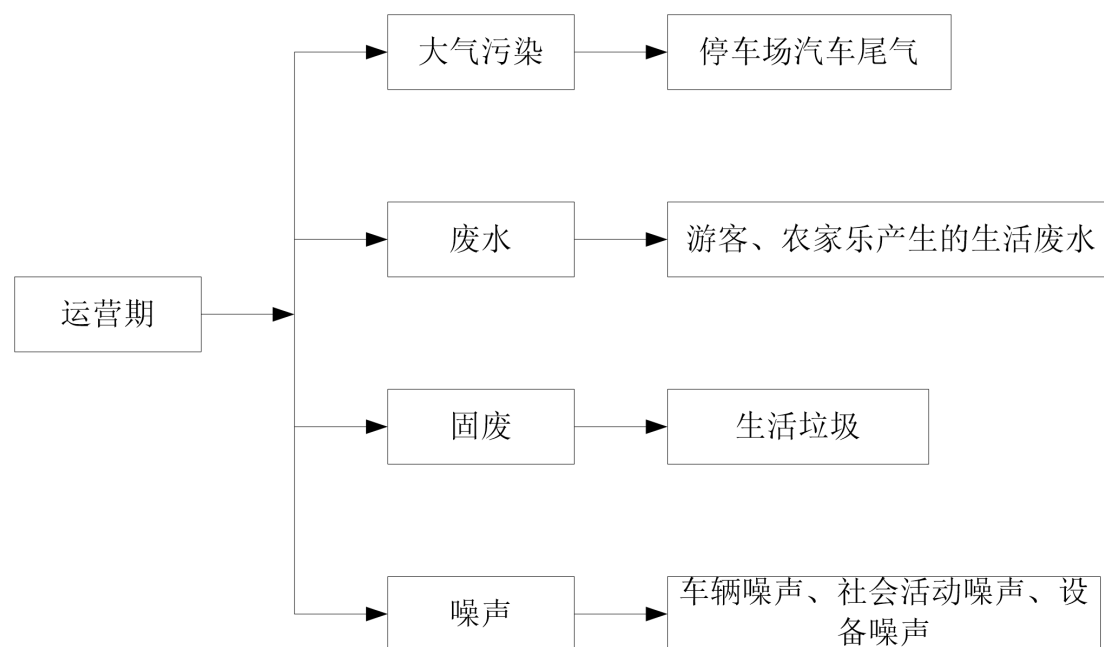 大气污染
停车场汽车尾气
废水
游客、农家乐产生的生活废水
运营期
固废
生活垃圾
噪声
车辆噪声、社会活动噪声、设
备噪声